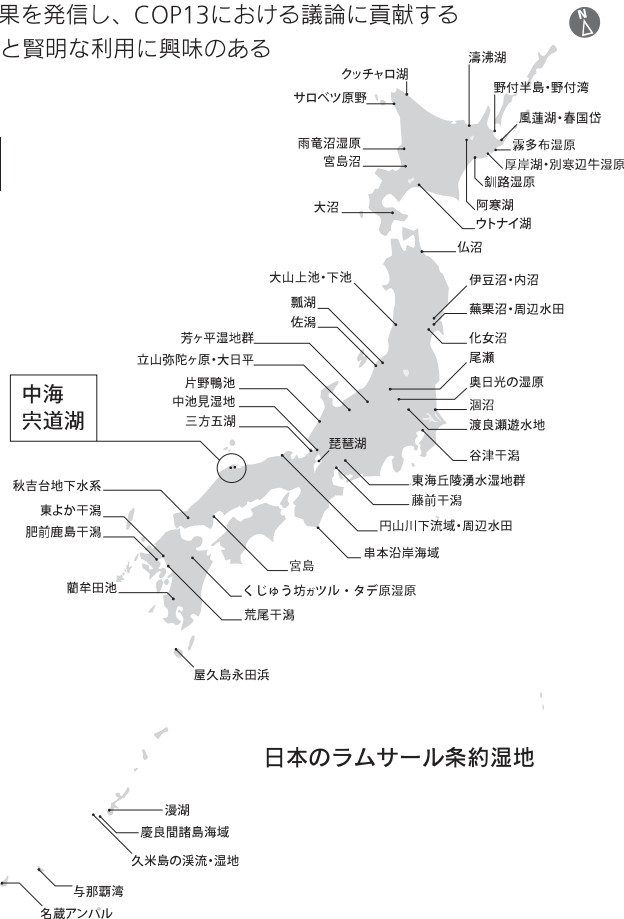 果を発信し、COP13における議論に貢献する
と賢明な利用に興味のある
N
濤沸湖
クッチャロ湖
野付半島・野付湾
サロベツ原野
風蓮湖・春国岱
雨竜沼湿原
霧多布湿原
宮島沼
厚岸湖・別寒辺牛湿原
釧路湿原
阿寒湖
大沼
ウトナイ湖
仏沼
大山上池・下池
伊豆沼・内沼
瓢湖
蕪栗沼・周辺水田
佐潟
芳ヶ平湿地群
化女沼
立山弥陀ヶ原・大日平
尾瀬
片野鴨池
奥日光の湿原
中海
宍道湖
中池見湿地
涸沼
三方五湖
渡良瀬遊水地
琵琶湖
谷津干潟
東海丘陵湧水湿地群
秋吉台地下水系
藤前干潟
東よか干潟
円山川下流域・周辺水田
肥前鹿島干潟
串本沿岸海域
宮島
藺牟田池
くじゅう坊ガツル・タデ原湿原
荒尾干潟
屋久島永田浜
日本のラムサール条約湿地
漫湖
慶良間諸島海域
久米島の渓流・湿地
与那覇湾
名蔵アンパル